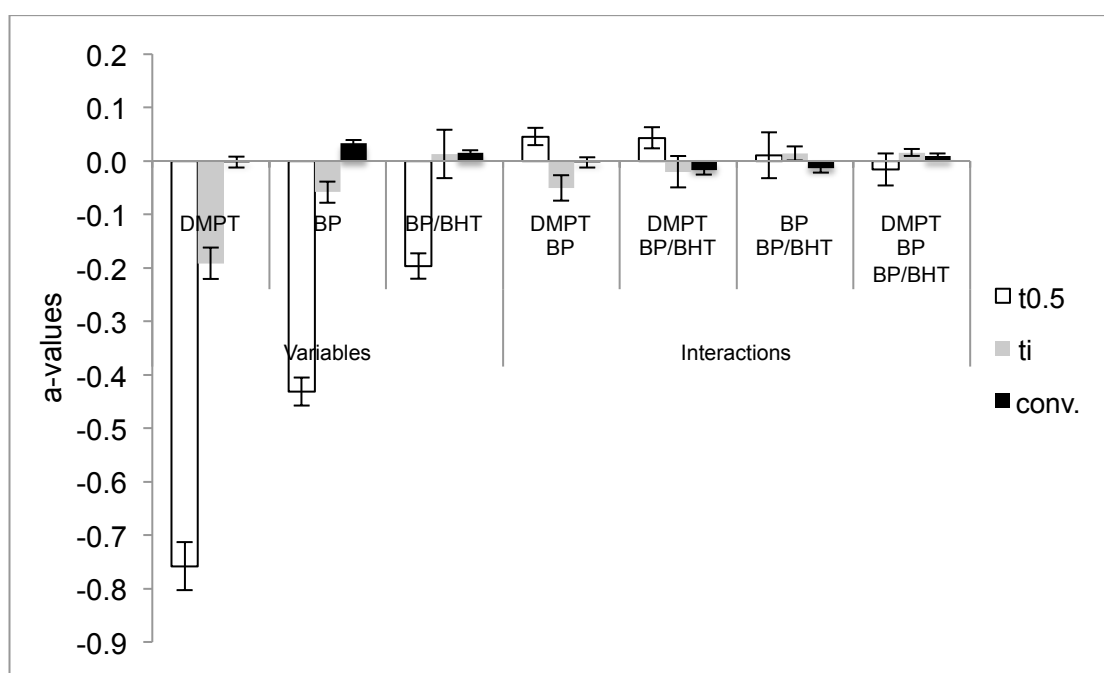 0.2
0.1
0.0
-0.1
-0.2
-0.3
-0.4
-0.5
-0.6
-0.7
-0.8
-0.9
a-values
DMPT
BP
BP/BHT
DMPT
BP
DMPT
BP/BHT
BP
BP/BHT
DMPT
BP
BP/BHT
Variables
Interactions
t0.5
ti
conv.